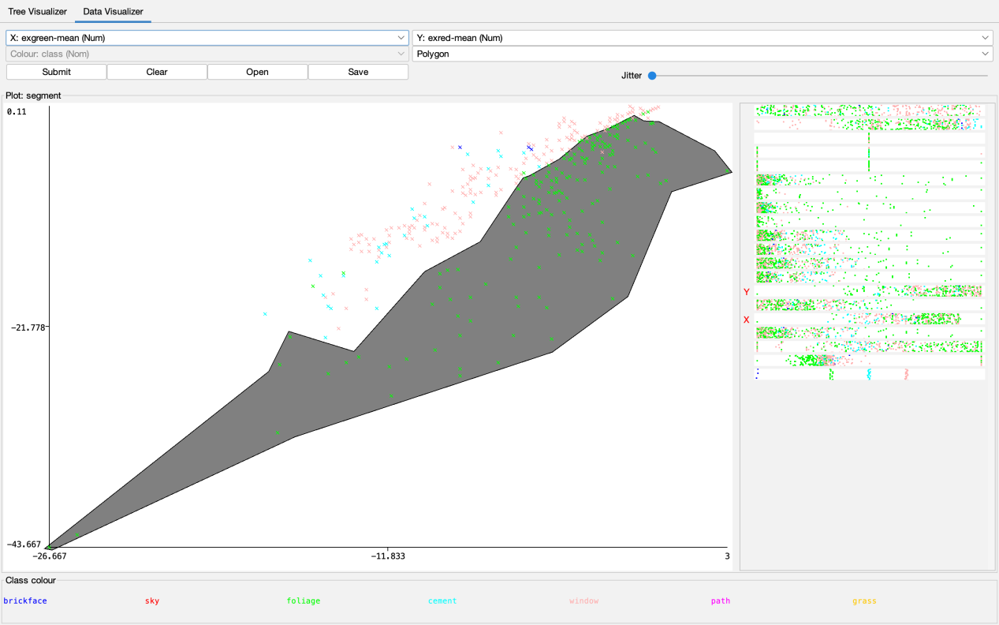 Tree Visualizer Data Visualizer
X: exgreen-mean (Num) Y: exred-mean (Num)
Colour: class (Nom) Polygon
Submit Clear Open Save Jitter
Plot: segment
0.11
Y
X
-21.778
-43.667
-26.667 -11.833 3
Class colour
brickface sky foliage cement window path grass